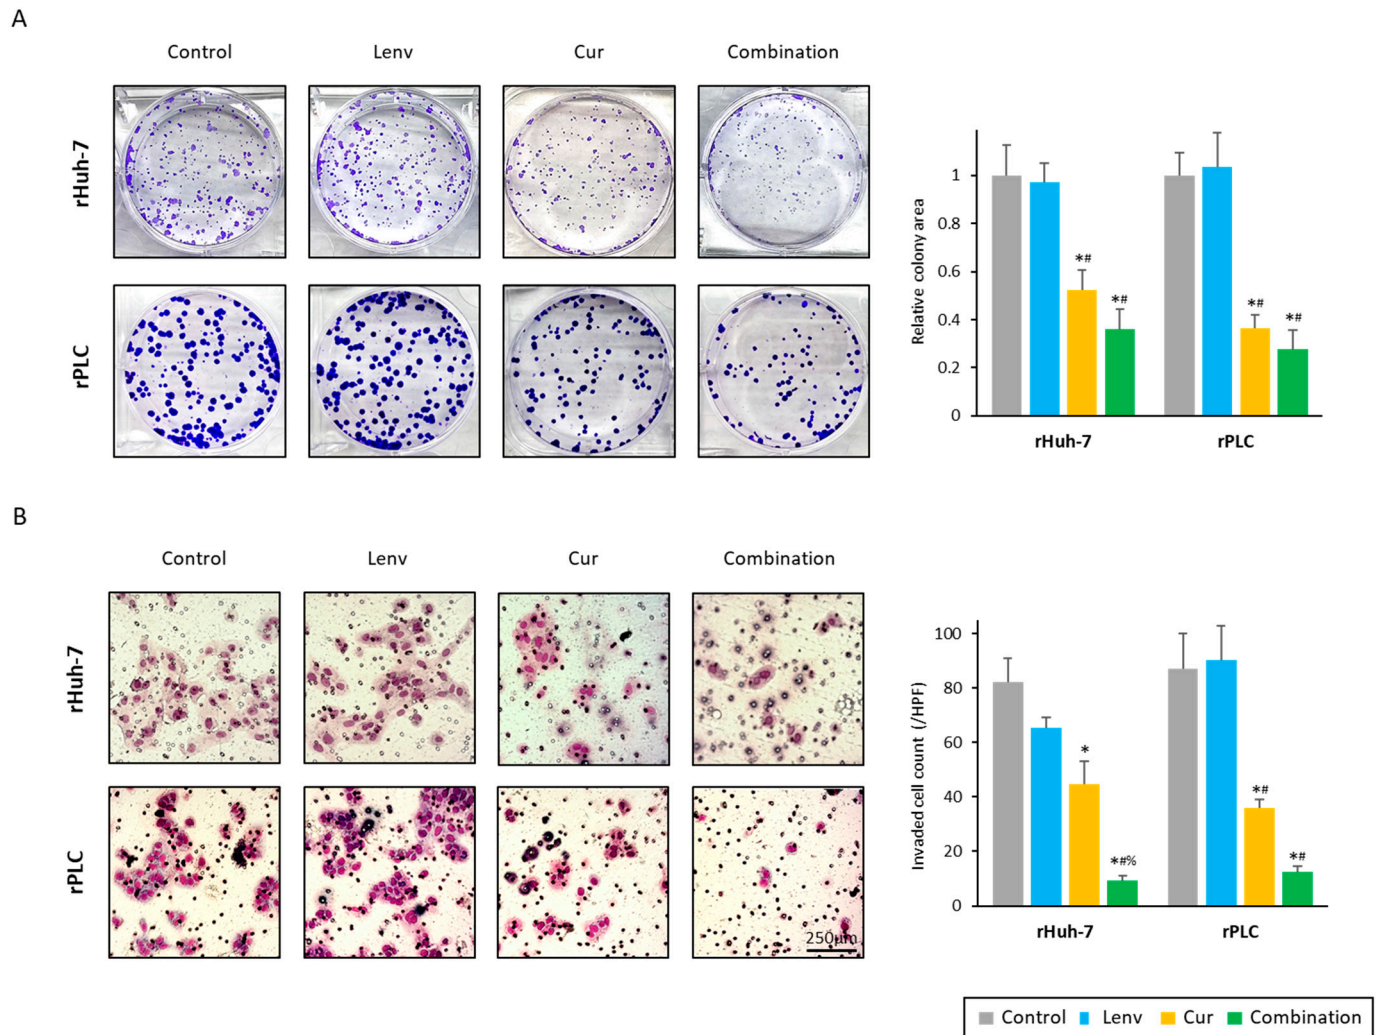 A
Control Lenv Cur Combination
rHuh-7
rPLC
Relative colony area
1
0.8
0.6
0.4
0.2
0
*# *# *# *#
rHuh-7 rPLC
B
Control Lenv Cur Combination
rHuh-7
rPLC
250μm
Invaded cell count (/HPF)
100
80
60
40
20
0
* *#% *# *#
rHuh-7 rPLC
Control Lenv Cur Combination